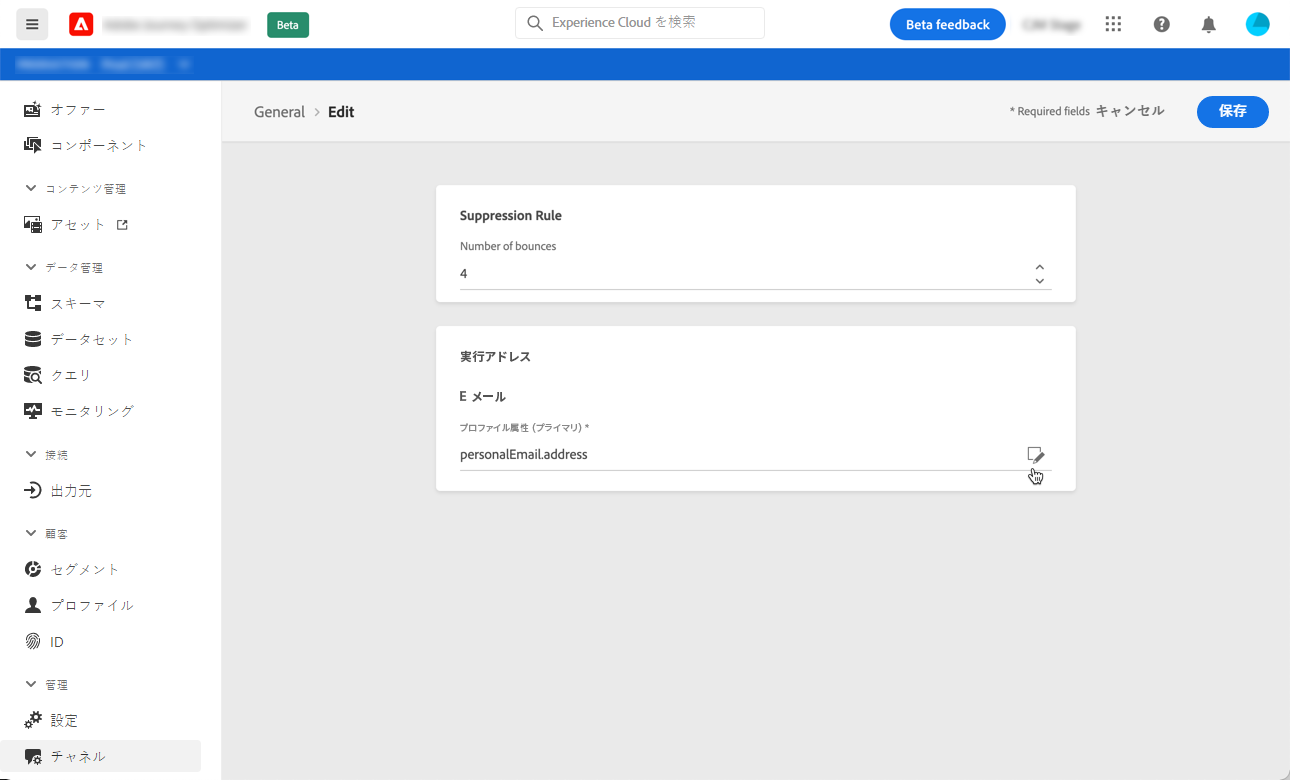 Beta
Experience Cloud を検索
Beta feedback
オファー
コンポーネント
コンテンツ管理
アセット
データ管理
スキーマ
データセット
クエリ
モニタリング
接続
出力元
顧客
セグメント
プロファイル
ID
管理
設定
チャネル
General > Edit
* Required fields キャンセル 保存
Suppression Rule
Number of bounces
4
実行アドレス
E メール
プロファイル属性 (プライマリ) *
personalEmail.address